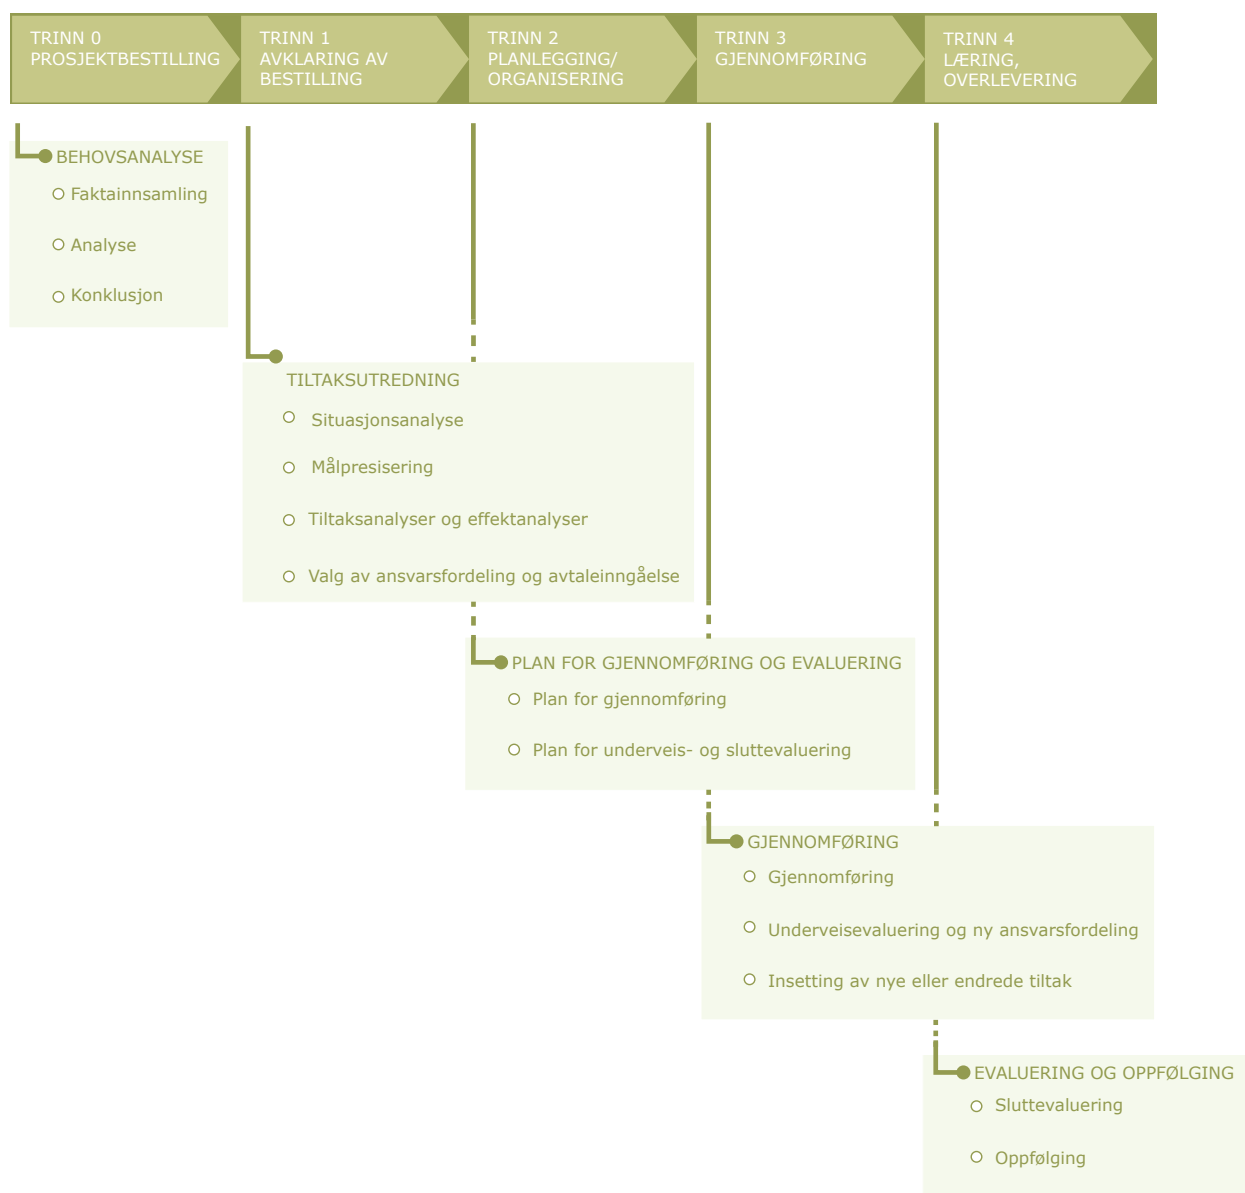 TRINN 0
PROSJEKTBESTILLING
TRINN 1
AVKLARING AV
BESTILLING
TRINN 2
PLANLEGGING/
ORGANISERING
TRINN 3
GJENNOMFØRING
TRINN 4
LÆRING,
OVERLEVERING
BEHOVSANALYSE
Faktainnsamling
Analyse
Konklusjon
TILTAKSUTREDNING
Situasjonsanalyse
Målpresisering
Tiltaksanalyser og effektanalyser
Valg av ansvarsfordeling og avtaleinngåelse
PLAN FOR GJENNOMFØRING OG EVALUERING
Plan for gjennomføring
Plan for underveis- og sluttevaluering
GJENNOMFØRING
Gjennomføring
Underveisevaluering og ny ansvarsfordeling
Insetting av nye eller endrede tiltak
EVALUERING OG OPPFØLGING
Sluttevaluering
Oppfølging